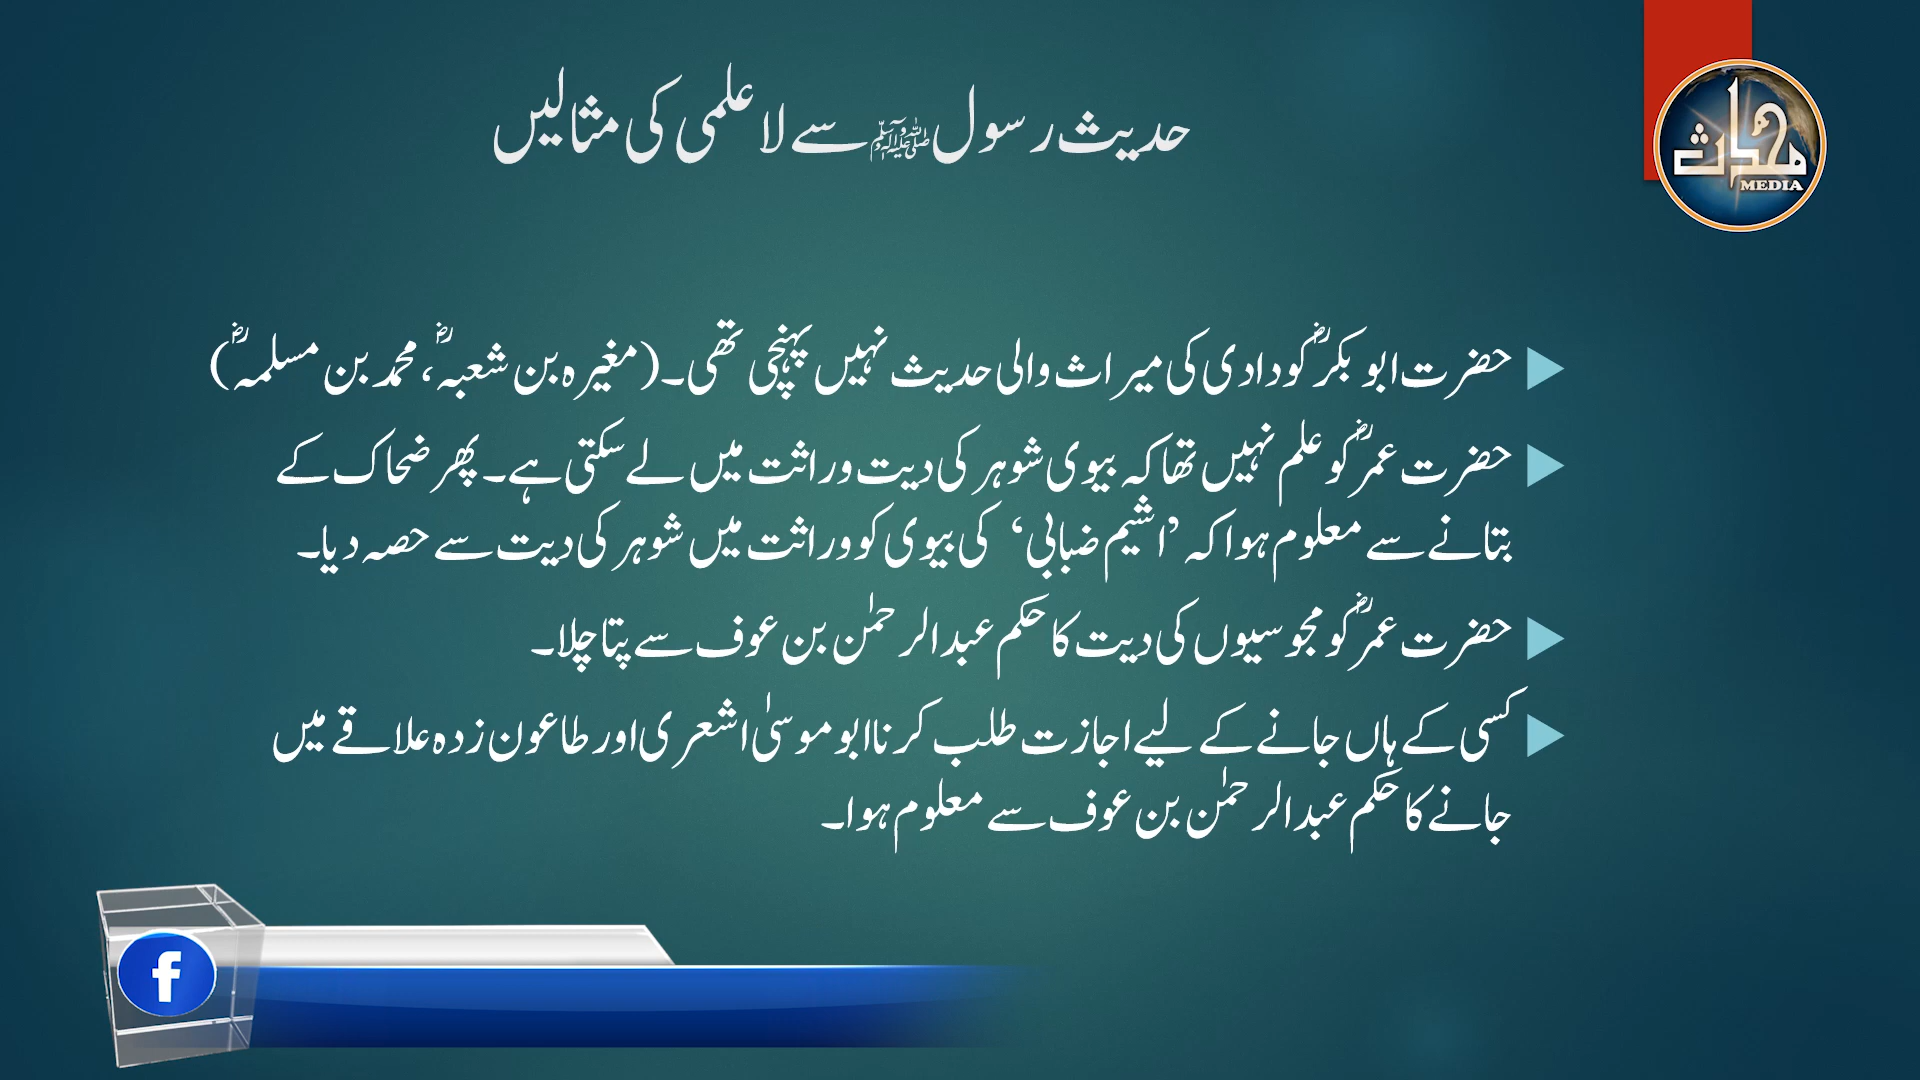 حدیث رسول ﷺ سے لا علمی کی مثالیں
محدث
MEDIA
حضرت ابو بکرؓ کو دادی کی میراث والی حدیث نہیں پہنچی تھی۔ (مغیرہ بن شعبہؓ، محمد بن مسلمہؓ)
حضرت عمرؓ کو علم نہیں تھا کہ بیوی شوہر کی دیت وراثت میں لے سکتی ہے۔ پھر ضحاک کے
بتانے سے معلوم ہوا کہ ’اشیم ضبابی‘ کی بیوی کو وراثت میں شوہر کی دیت سے حصہ دیا۔
حضرت عمرؓ کو مجوسیوں کی دیت کا حکم عبدالرحمٰن بن عوف سے پتا چلا۔
کسی کے ہاں جانے کے لیے اجازت طلب کرنا ابو موسیٰ اشعری اور طاعون زدہ علاقے میں
جانے کا حکم عبدالرحمٰن بن عوف سے معلوم ہوا۔
f